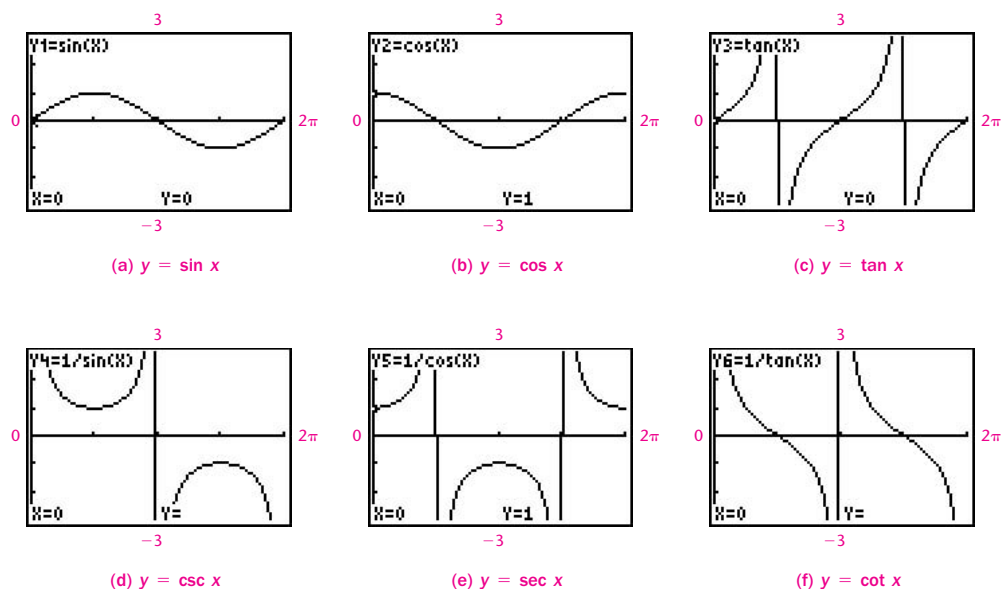 3 3 3
Y1=sin(X) Y2=cos(X) Y3=tan(X)
0 2π 0 2π 0 2π
X=0 Y=0 X=0 Y=1 X=0 Y=0
−3 −3 −3
(a) y = sin x (b) y = cos x (c) y = tan x
3 3 3
Y4=1/sin(X) Y5=1/cos(X) Y6=1/tan(X)
0 2π 0 2π 0 2π
X=0 Y= X=0 Y=1 X=0 Y=
−3 −3 −3
(d) y = csc x (e) y = sec x (f) y = cot x